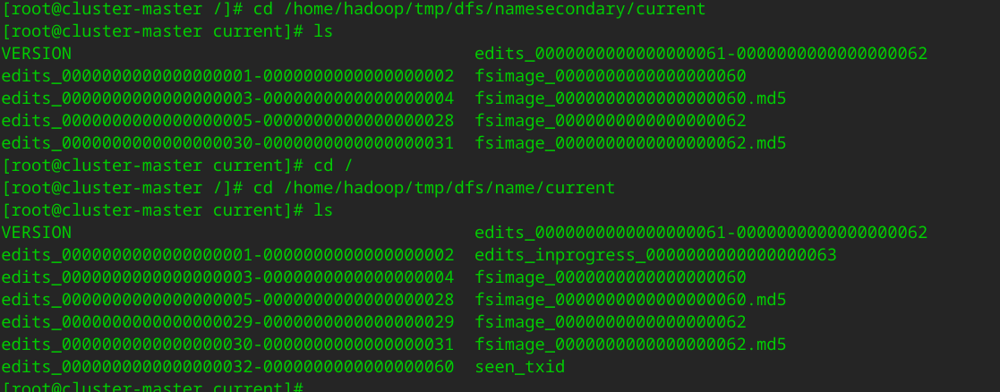 [root@cluster-master /]# cd /home/hadoop/tmp/dfs/namesecondary/current
[root@cluster-master current]# ls
VERSION edits_0000000000000000061-0000000000000000062
edits_0000000000000000001-0000000000000000002 fsimage_0000000000000000060
edits_0000000000000000003-0000000000000000004 fsimage_0000000000000000060.md5
edits_0000000000000000005-0000000000000000028 fsimage_0000000000000000062
edits_0000000000000000030-0000000000000000031 fsimage_0000000000000000062.md5
[root@cluster-master current]# cd /
[root@cluster-master /]# cd /home/hadoop/tmp/dfs/name/current
[root@cluster-master current]# ls
VERSION edits_0000000000000000061-0000000000000000062
edits_0000000000000000001-0000000000000000002 edits_inprogress_0000000000000000063
edits_0000000000000000003-0000000000000000004 fsimage_0000000000000000060
edits_0000000000000000005-0000000000000000028 fsimage_0000000000000000060.md5
edits_0000000000000000029-0000000000000000029 fsimage_0000000000000000062
edits_0000000000000000030-0000000000000000031 fsimage_0000000000000000062.md5
edits_0000000000000000032-0000000000000000060 seen_txid
[root@cluster-master current]#